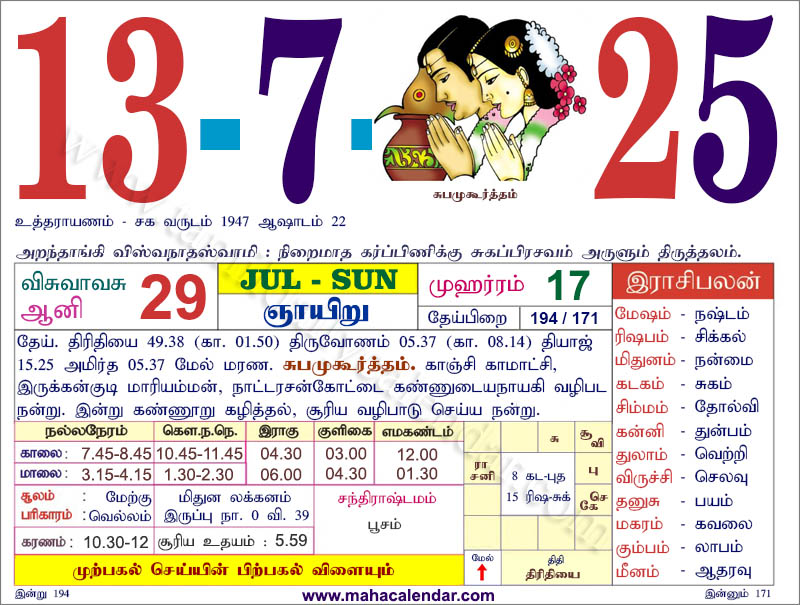 13-7-25
சுபமுகூர்த்தம்
உத்தராயணம் - சக வருடம் 1947 ஆஷாடம் 22
அறந்தாங்கி விஸ்வநாதஸ்வாமி : நிறைமாத கர்ப்பிணிக்கு சுகப்பிரசவம் அருளும் திருத்தலம்.
விசுவாவசு
ஆனி 29
JUL - SUN
ஞாயிறு
முஹர்ரம் 17
தேய்பிறை 194 / 171
தேய். திரிதியை 49.38 (கா. 01.50) திருவோணம் 05.37 (கா. 08.14) தியாஜ்
15.25 அமிர்த 05.37 மேல் மரண. சுபமுகூர்த்தம். காஞ்சி காமாட்சி,
இருக்கன்குடி மாரியம்மன், நாட்டரசன்கோட்டை கண்ணுடையநாயகி வழிபட
நன்று. இன்று கண்ணூறு கழித்தல், சூரிய வழிபாடு செய்ய நன்று.
நல்லநேரம் கௌ.ந.நெ. இராகு குளிகை எமகண்டம்
காலை: 7.45-8.45 10.45-11.45 04.30 03.00 12.00
மாலை: 3.15-4.15 1.30-2.30 06.00 04.30 01.30
சூலம் : மேற்கு
பரிகாரம் : வெல்லம்
மிதுன லக்கனம்
இருப்பு நா. 0 வி. 39
சந்திராஷ்டமம்
பூசம்
கரணம் : 10.30-12 சூரிய உதயம் : 5.59
முற்பகல் செய்யின் பிற்பகல் விளையும்
சு
சூ
வி
ரா
சனி
8 கட-புத
15 ரிஷ-சுக்
பு
செ
கே
மேல்
திதி
திரிதியை
இராசிபலன்
மேஷம் - நஷ்டம்
ரிஷபம் - சிக்கல்
மிதுனம் - நன்மை
கடகம் - சுகம்
சிம்மம் - தோல்வி
கன்னி - துன்பம்
துலாம் - வெற்றி
விருச்சி - செலவு
தனுசு - பயம்
மகரம் - கவலை
கும்பம் - லாபம்
மீனம் - ஆதரவு
இன்று 194
www.mahacalendar.com
இன்னும் 171